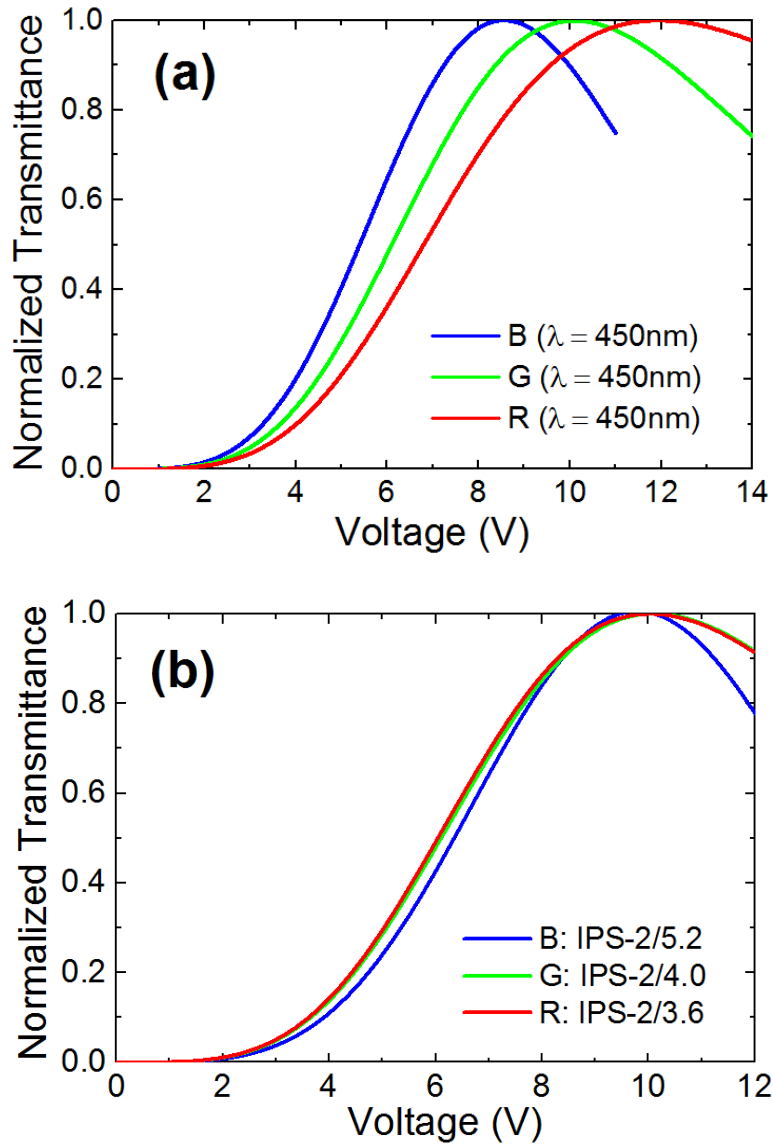 (a)
Normalized Transmittance
1.0
0.8
0.6
0.4
0.2
0.0
B (λ = 450nm)
G (λ = 450nm)
R (λ = 450nm)
0 2 4 6 8 10 12 14
Voltage (V)
(b)
Normalized Transmittance
1.0
0.8
0.6
0.4
0.2
0.0
B: IPS-2/5.2
G: IPS-2/4.0
R: IPS-2/3.6
0 2 4 6 8 10 12
Voltage (V)